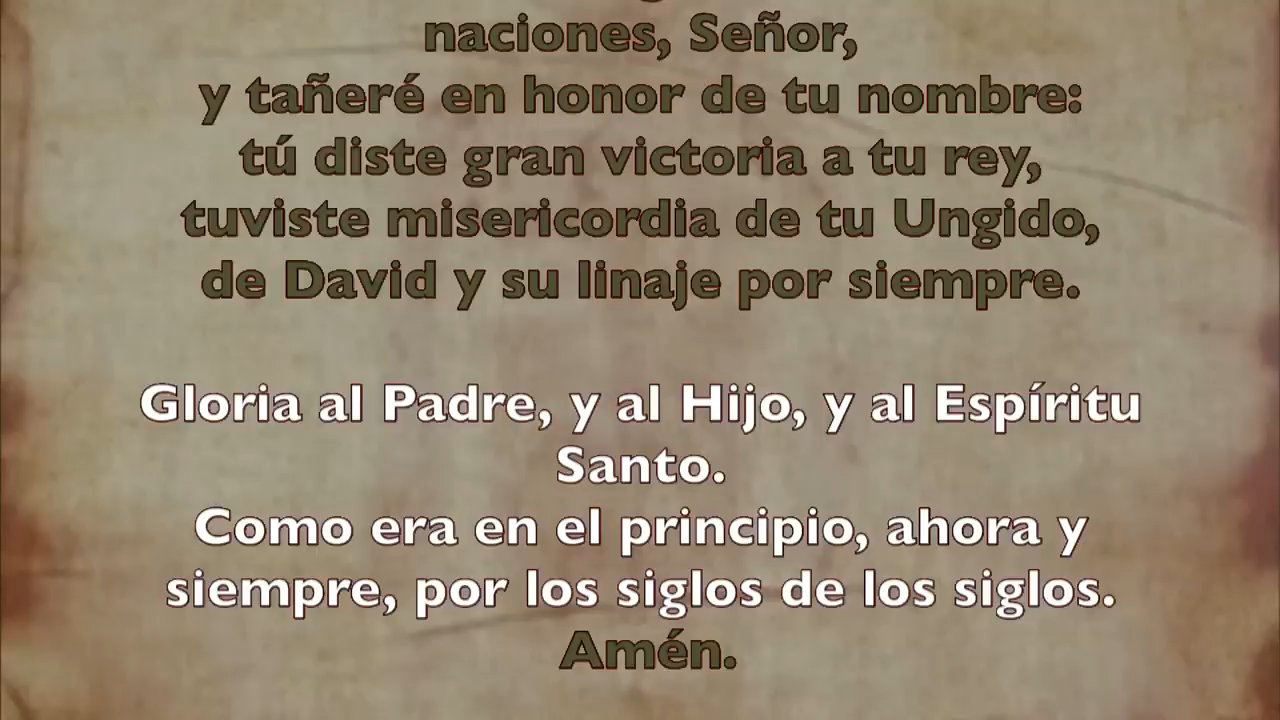 naciones, Señor,
y tañeré en honor de tu nombre:
tú diste gran victoria a tu rey,
tuviste misericordia de tu Ungido,
de David y su linaje por siempre.
Gloria al Padre, y al Hijo, y al Espíritu
Santo.
Como era en el principio, ahora y
siempre, por los siglos de los siglos.
Amén.